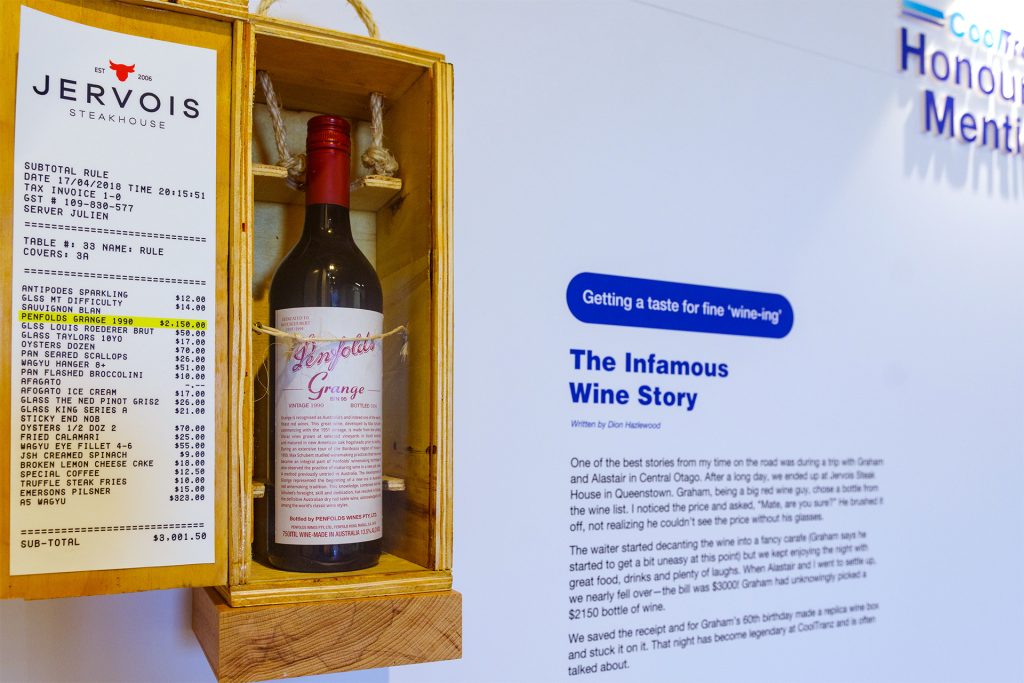 EST 2006
JERVOIS
STEAKHOUSE
SUBTOTAL RULE
DATE 17/04/2018 TIME 20:15:51
TAX INVOICE 1-0
GST # 109-830-577
SERVER JULIEN
================================
TABLE #: 33 NAME: RULE
COVERS: 3A
================================
ANTIPODES SPARKLING $12.00
GLSS MT DIFFICULTY $14.00
SAUVIGNON BLAN
PENFOLDS GRANGE 1990 $2,150.00
GLSS LOUIS ROEDERER BRUT $50.00
GLASS TAYLORS 10YO $17.00
OYSTERS DOZEN $70.00
PAN SEARED SCALLOPS $26.00
WAGYU HANGER 8+ $51.00
PAN FLASHED BROCCOLINI $10.00
AFAGATO -.--
AFOGATO ICE CREAM $17.00
GLASS THE NED PINOT GRIS2 $26.00
GLASS KING SERIES A $21.00
STICKY END NOB
OYSTERS 1/2 DOZ 2 $70.00
FRIED CALAMARI $25.00
WAGYU EYE FILLET 4-6 $55.00
JSH CREAMED SPINACH $9.00
BROKEN LEMON CHEESE CAKE $18.00
SPECIAL COFFEE $12.50
TRUFFLE STEAK FRIES $10.00
EMERSONS PILSNER $15.00
A5 WAGYU $323.00
================================
SUB-TOTAL $3,001.50
DEDICATED TO
Penfolds
Grange
BIN 95
VINTAGE 1990 BOTTLED
Grange is recognised as Australia's
Bottled by PENFOLDS WINES PTY LTD
750ML WINE-MADE IN AUSTRALIA 13.5% ALC/VOL
CoolTra
Honou
Menti
Getting a taste for fine 'wine-ing'
The Infamous
Wine Story
Written by Dion Hazlewood
One of the best stories from my time on the road was during a trip with Graham
and Alastair in Central Otago. After a long day, we ended up at Jervois Steak
House in Queenstown. Graham, being a big red wine guy, chose a bottle from
the wine list. I noticed the price and asked, "Mate, are you sure?" He brushed it
off, not realizing he couldn't see the price without his glasses.
The waiter started decanting the wine into a fancy carafe (Graham says he
started to get a bit uneasy at this point) but we kept enjoying the night with
great food, drinks and plenty of laughs. When Alastair and I went to settle up,
we nearly fell over—the bill was $3000! Graham had unknowingly picked a
$2150 bottle of wine.
We saved the receipt and for Graham's 60th birthday made a replica wine box
and stuck it on it. That night has become legendary at CoolTranz and is often
talked about.